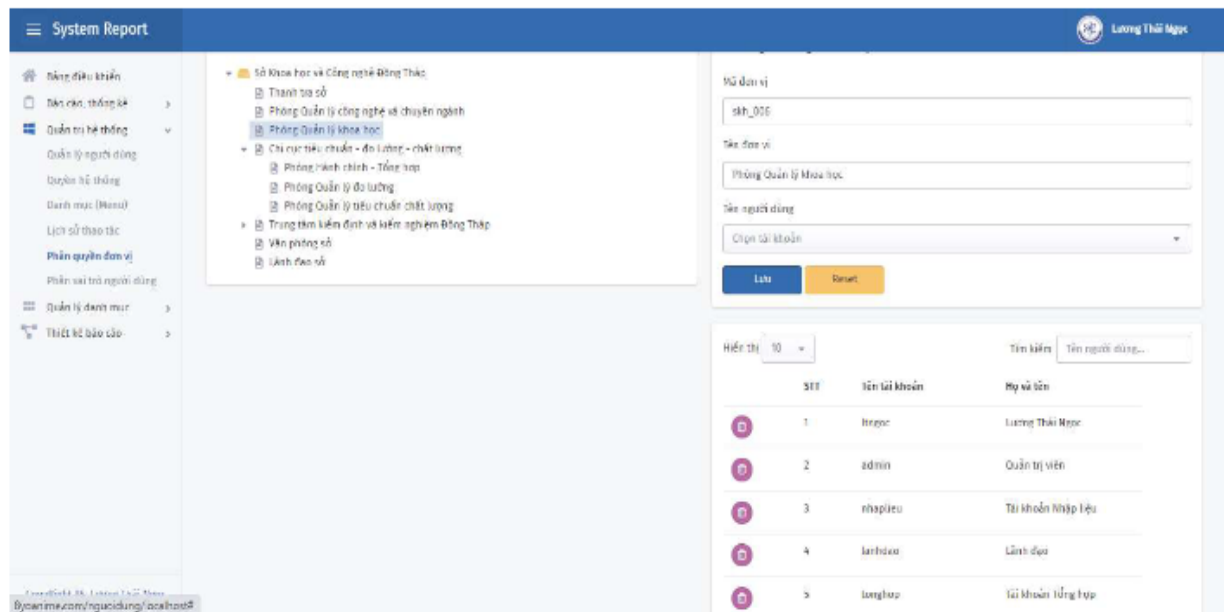 System Report
Lương Thái Ngọc
Bảng điều khiển
Báo cáo, thống kê
Quản trị hệ thống
Quản lý người dùng
Quyền hệ thống
Danh mục (Menu)
Lịch sử thao tác
Phân quyền đơn vị
Phân vai trò người dùng
Quản lý danh mục
Thiết kế báo cáo
Sở Khoa học và Công nghệ Đồng Tháp
Thanh tra sở
Phòng Quản lý công nghệ và chuyên ngành
Phòng Quản lý khoa học
Chi cục tiêu chuẩn - đo lường - chất lượng
Phòng Hành chính - Tổng hợp
Phòng Quản lý đo lường
Phòng Quản lý tiêu chuẩn chất lượng
Trung tâm kiểm định và kiểm nghiệm Đồng Tháp
Văn phòng sở
Lãnh đạo sở
Mã đơn vị
skh_006
Tên đơn vị
Phòng Quản lý khoa học
Tên người dùng
Chọn tài khoản
Lưu Reset
Hiển thị 10 Tìm kiếm Tên người dùng...
STT Tên tài khoản Họ và tên
1 ltngoc Lương Thái Ngọc
2 admin Quản trị viên
3 nhaplieu Tài khoản Nhập liệu
4 lanhdao Lãnh đạo
5 tonghop Tài khoản Tổng hợp